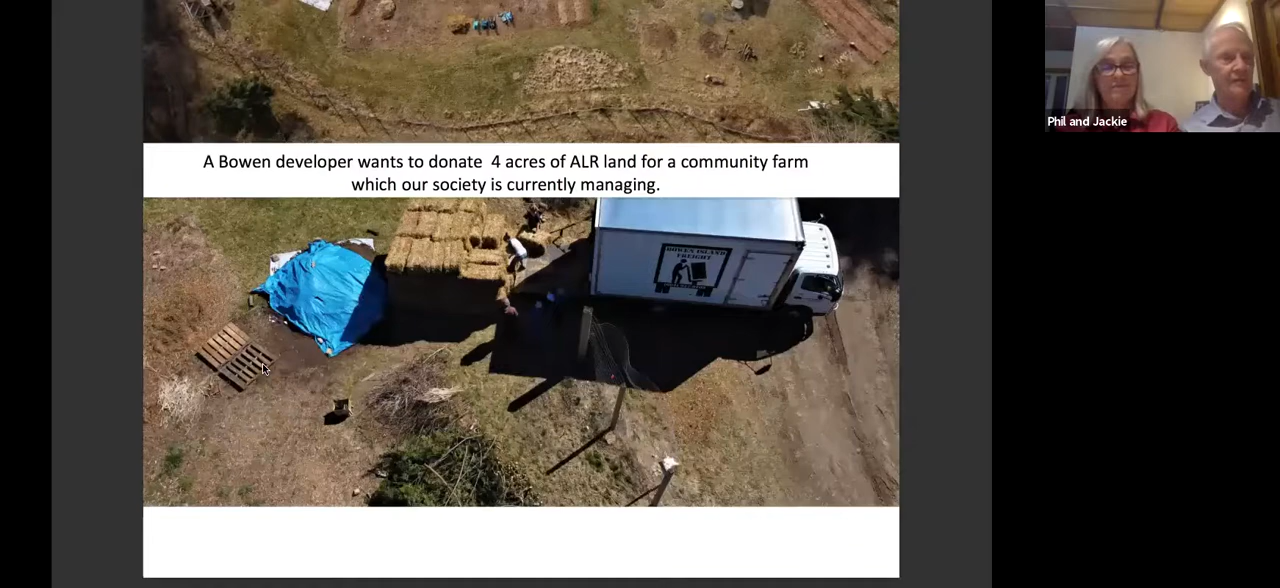 Phil and Jackie
A Bowen developer wants to donate 4 acres of ALR land for a community farm
which our society is currently managing.
BOWEN ISLAND
FREIGHT